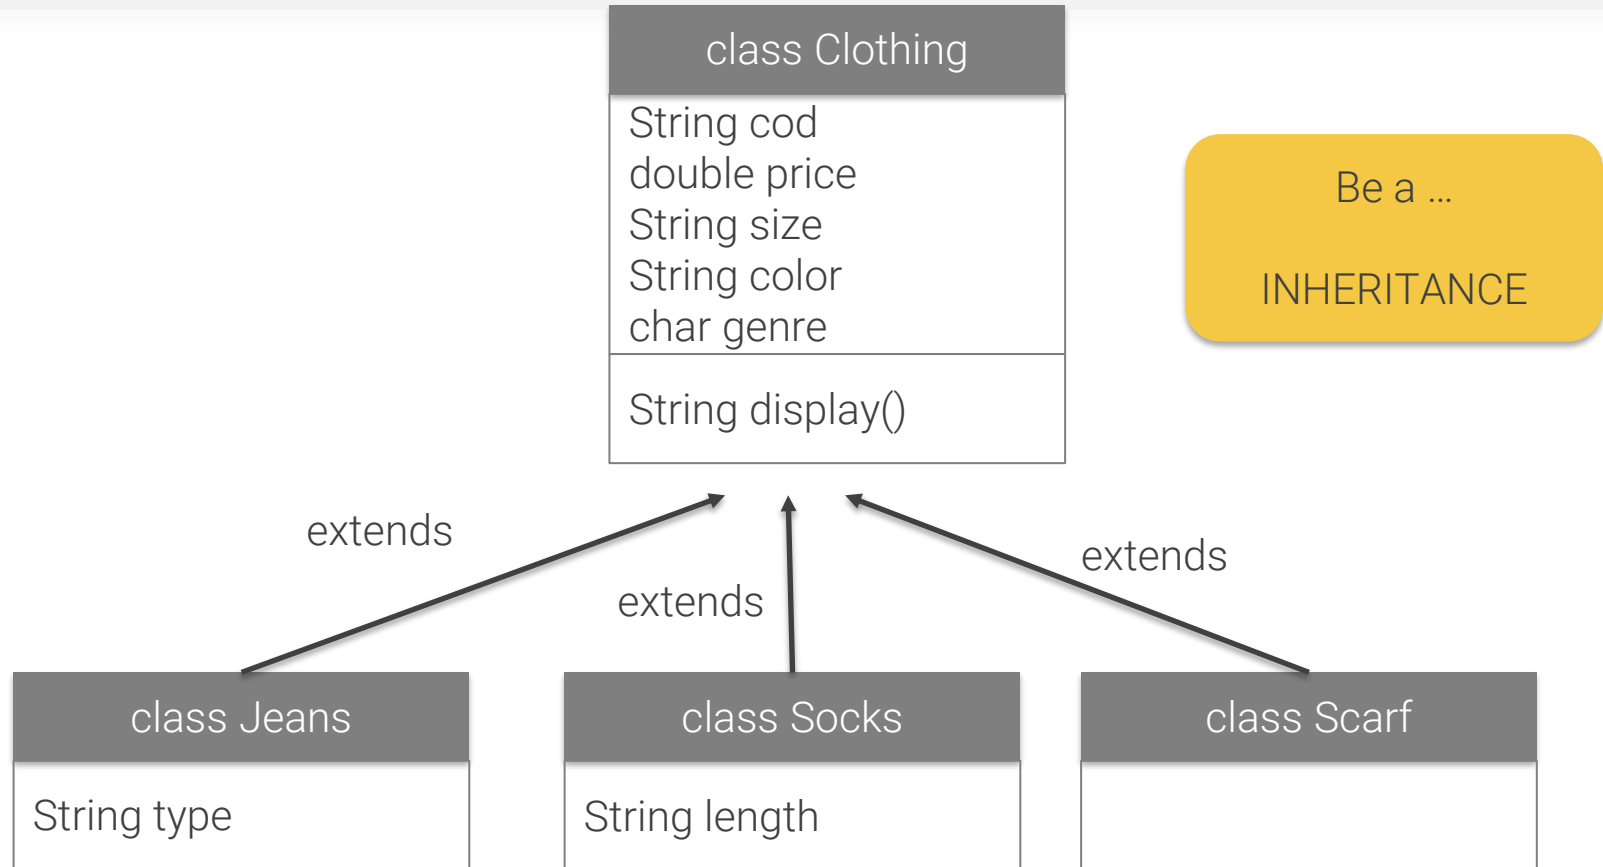 class Clothing
String cod
double price
String size
String color
char genre
String display()
Be a ...
INHERITANCE
extends
extends
extends
class Jeans
String type
class Socks
String length
class Scarf